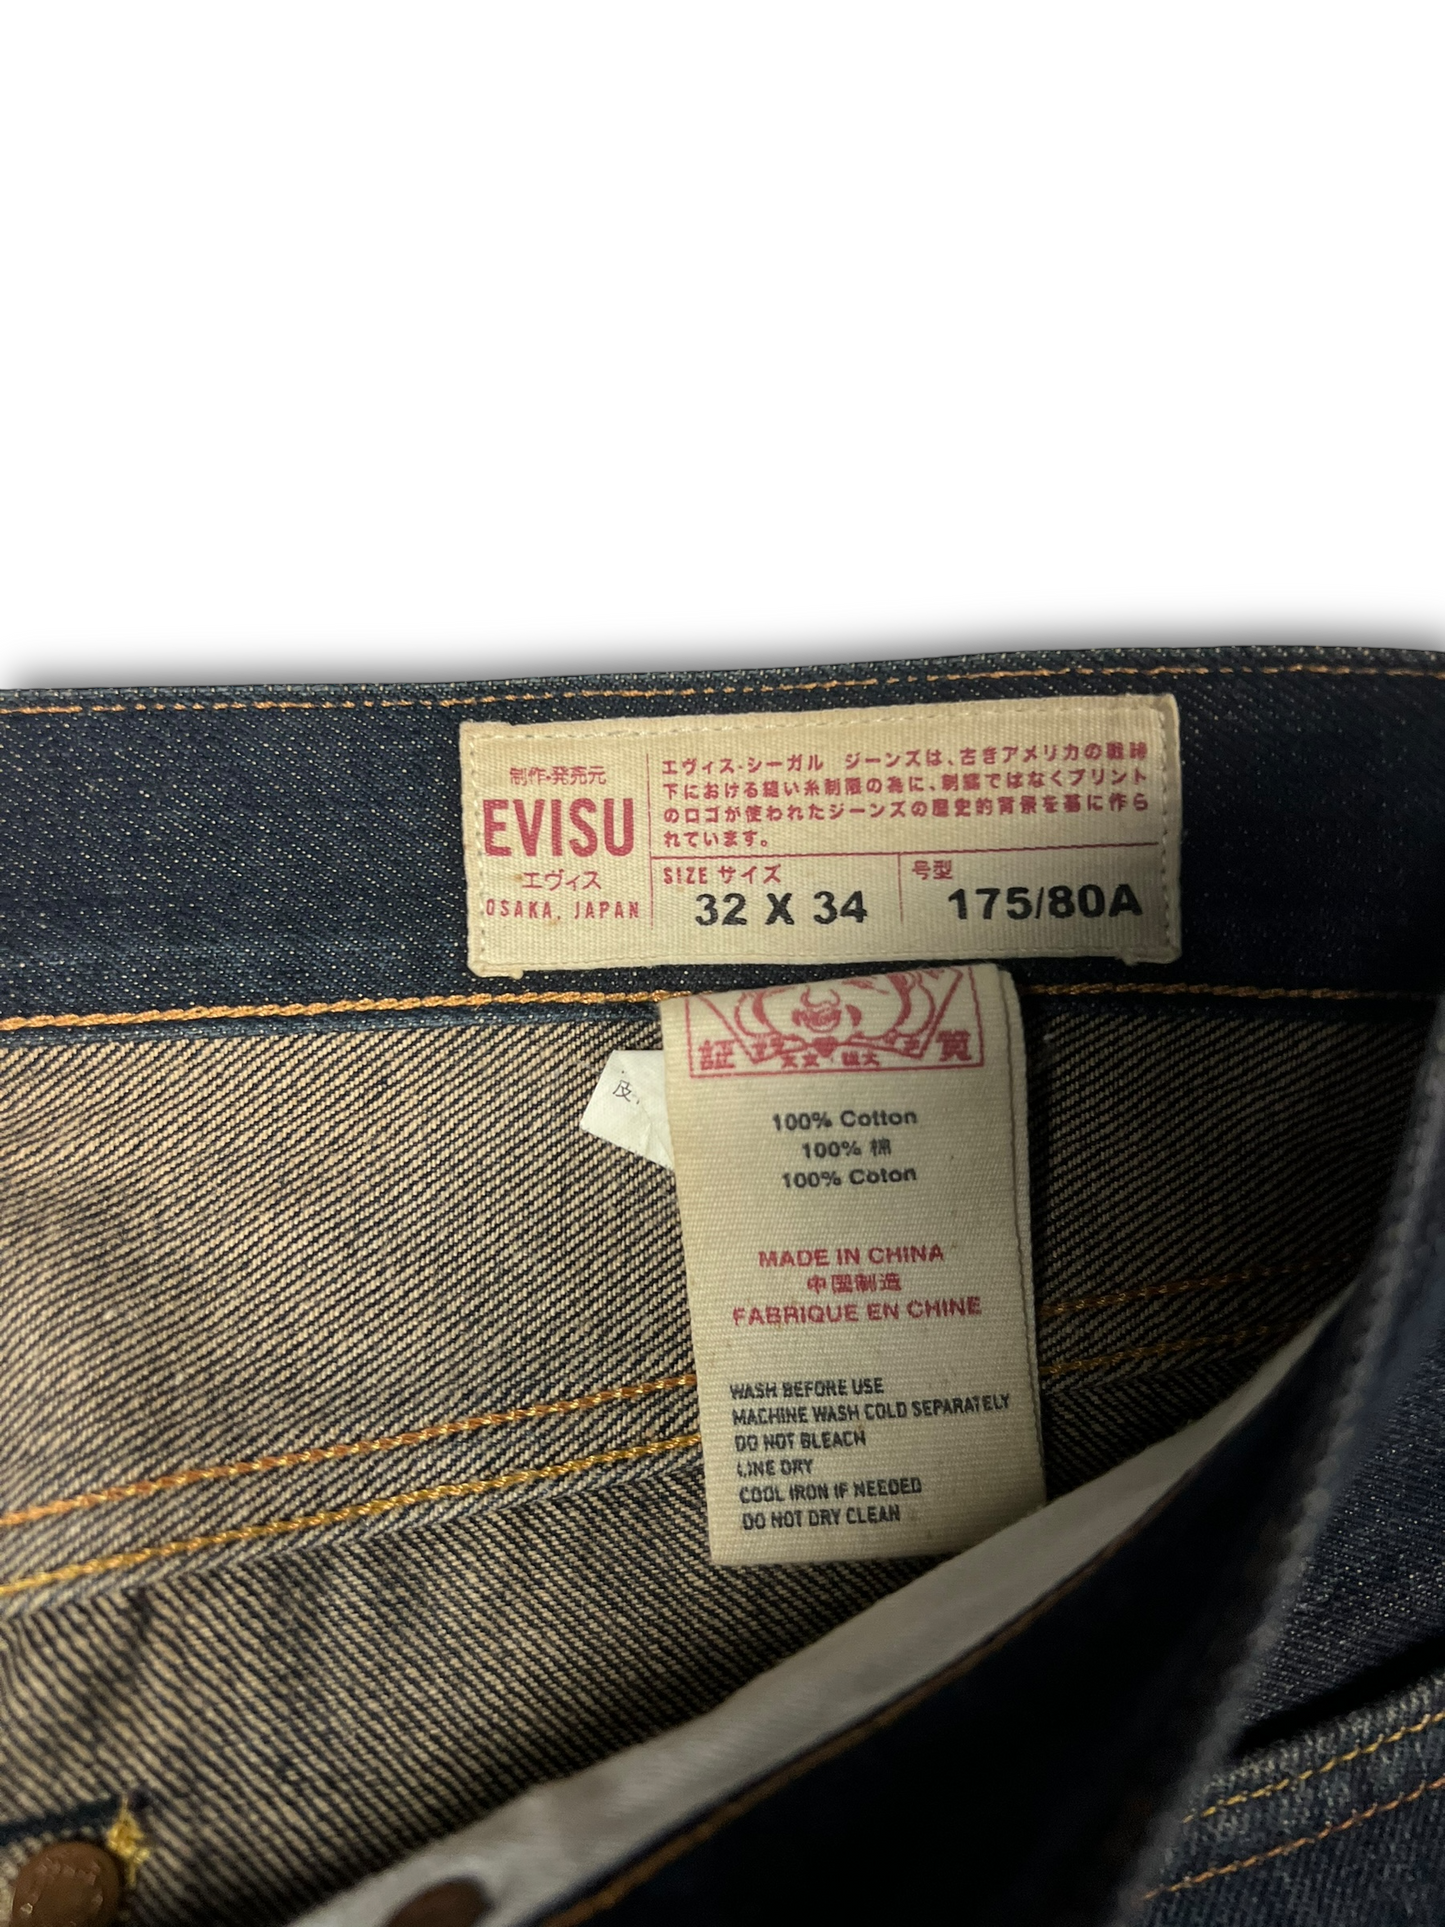 制作・発売元
EVISU
エヴィス
OSAKA, JAPAN
エヴィス-シーガル ジーンズは、古きアメリカの戦時
下における縫い糸制限の為に、刺繍ではなくプリント
のロゴが使われたジーンズの歴史的背景を基に作ら
れています。
SIZE サイズ
32 X 34
号型
175/80A
証
質
皮
100% Cotton
100% 棉
100% Coton
MADE IN CHINA
中国制造
FABRIQUE EN CHINE
WASH BEFORE USE
MACHINE WASH COLD SEPARATELY
DO NOT BLEACH
LINE DRY
COOL IRON IF NEEDED
DO NOT DRY CLEAN